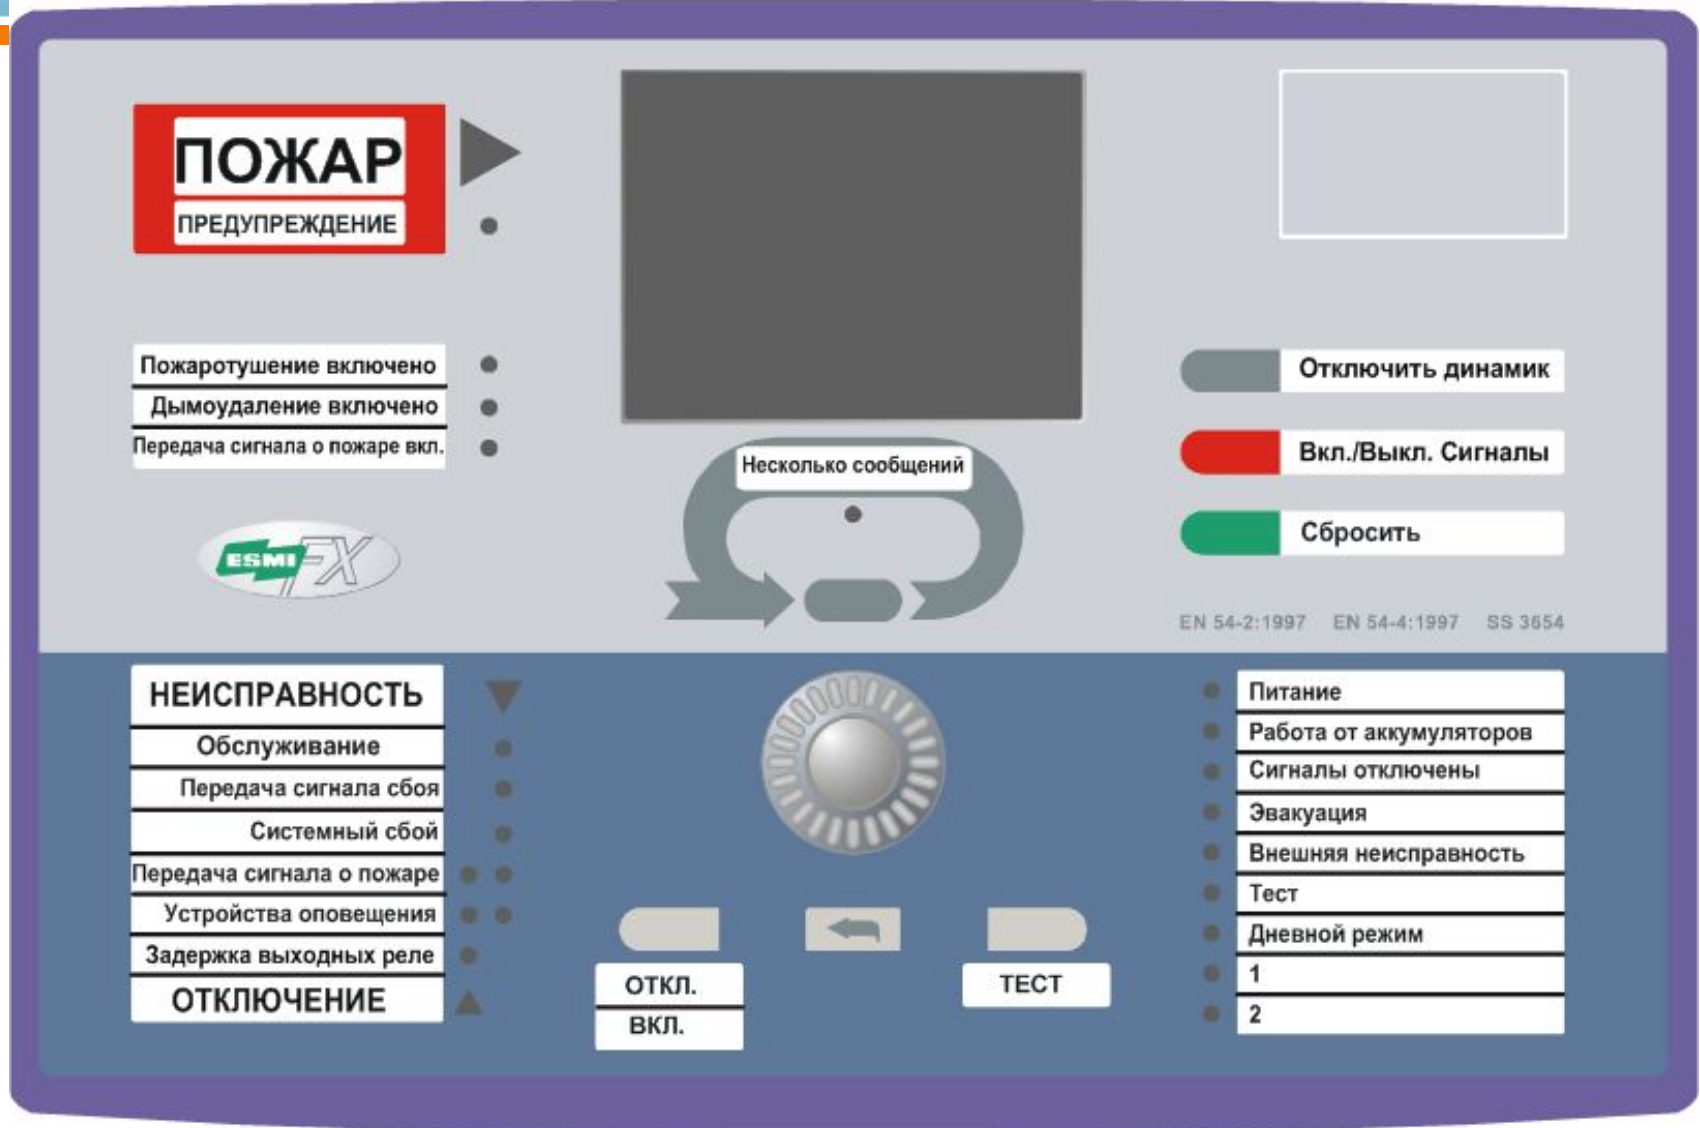 ПОЖАР
ПРЕДУПРЕЖДЕНИЕ
Пожаротушение включено
Дымоудаление включено
Передача сигнала о пожаре вкл.
ESMI FX
Несколько сообщений
Отключить динамик
Вкл./Выкл. Сигналы
Сбросить
EN 54-2:1997 EN 54-4:1997 SS 3654
НЕИСПРАВНОСТЬ
Обслуживание
Передача сигнала сбоя
Системный сбой
Передача сигнала о пожаре
Устройства оповещения
Задержка выходных реле
ОТКЛЮЧЕНИЕ
ОТКЛ.
ВКЛ.
ТЕСТ
Питание
Работа от аккумуляторов
Сигналы отключены
Эвакуация
Внешняя неисправность
Тест
Дневной режим
1
2